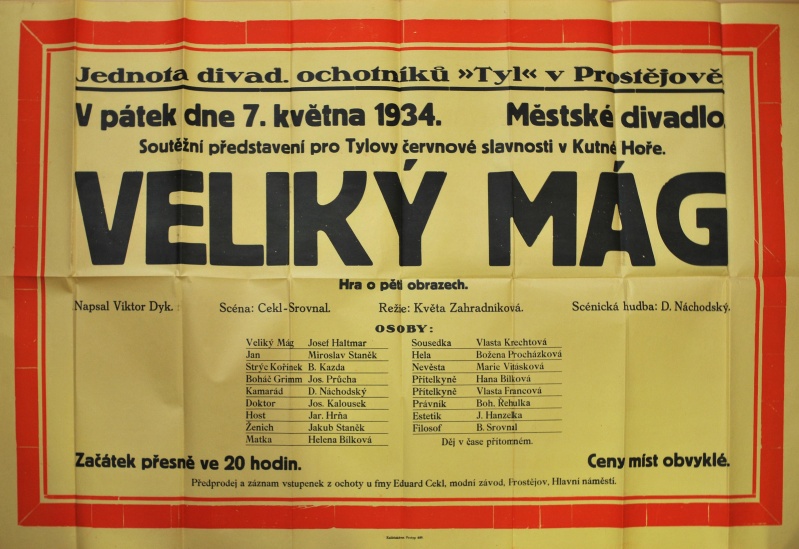 Jednota divad. ochotníků »Tyl« v Prostějově
V pátek dne 7. května 1934. Městské divadlo
Soutěžní představení pro Tylovy červnové slavnosti v Kutné Hoře.
VELIKÝ MÁG
Hra o pěti obrazech.
Napsal Viktor Dyk. Scéna: Cekl-Srovnal. Režie: Květa Zahradníková. Scénická hudba: D. Náchodský.
OSOBY:
Veliký Mág Josef Haltmar
Jan Miroslav Staněk
Strýc Kořínek B. Kazda
Boháč Grimm Jos. Průcha
Kamarád D. Náchodský
Doktor Jos. Kalousek
Host Jar. Hrňa
Ženich Jakub Staněk
Matka Helena Bílková
Sousedka Vlasta Krechtová
Hela Božena Procházková
Nevěsta Marie Vitásková
Přítelkyně Hana Bílková
Přítelkyně Vlasta Francová
Právník Boh. Řehulka
Estetik J. Hanzelka
Filosof B. Srovnal
Děj v čase přítomném.
Začátek přesně ve 20 hodin. Ceny míst obvyklé.
Předprodej a záznam vstupenek z ochoty u fmy Eduard Cekl, modní závod, Prostějov, Hlavní náměstí.